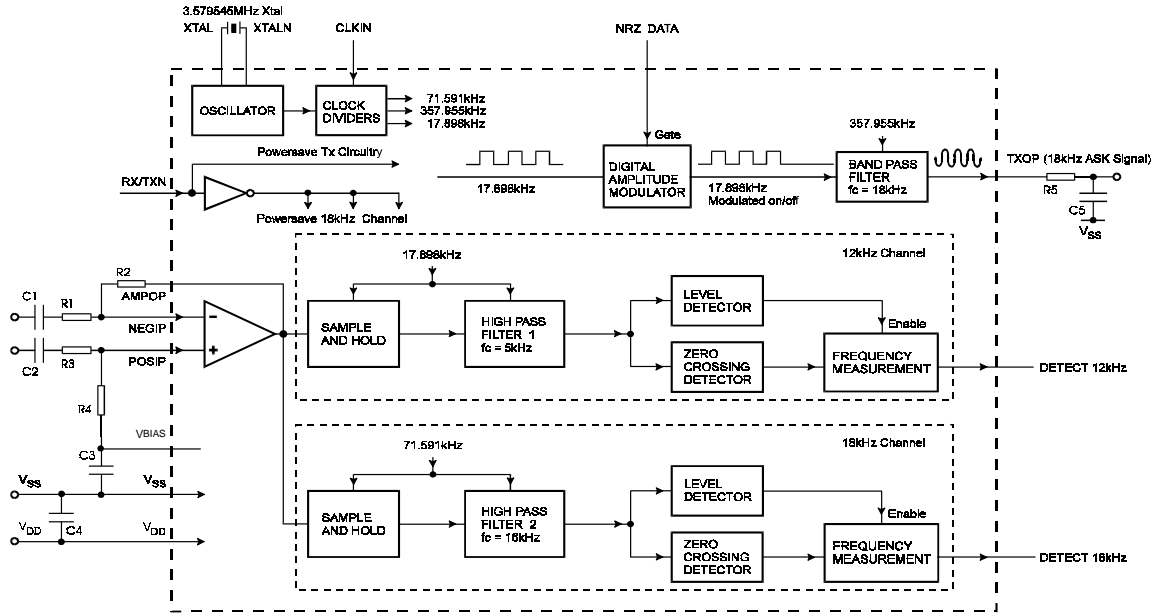 3.579545MHz Xtal
XTAL
XTALN
CLKIN
NRZ DATA
OSCILLATOR
CLOCK
DIVIDERS
71.591kHz
357.955kHz
17.898kHz
Gate
357.955kHz
Powersave Tx Circuitry
DIGITAL
AMPLITUDE
MODULATOR
BAND PASS
FILTER
fc = 18kHz
TXOP (18kHz ASK Signal)
RX/TXN
17.898kHz
17.898kHz
Modulated on/off
R5
C5
VSS
Powersave 18kHz Channel
12kHz Channel
17.898kHz
R2
AMPOP
C1
R1
NEGIP
SAMPLE
AND HOLD
HIGH PASS
FILTER 1
fc = 5kHz
LEVEL
DETECTOR
Enable
C2
R3
POSIP
ZERO
CROSSING
DETECTOR
FREQUENCY
MEASUREMENT
DETECT 12kHz
R4
VBIAS
C3
18kHz Channel
71.591kHz
VSS
VSS
C4
VDD
VDD
SAMPLE
AND HOLD
HIGH PASS
FILTER 2
fc = 16kHz
LEVEL
DETECTOR
Enable
ZERO
CROSSING
DETECTOR
FREQUENCY
MEASUREMENT
DETECT 18kHz